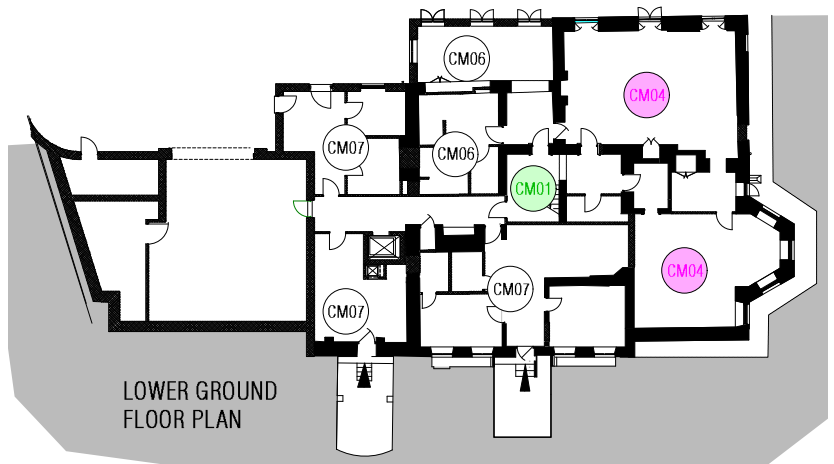 CM06
CM04
CM07
CM06
CM01
CM04
CM07
CM07
LOWER GROUND
FLOOR PLAN